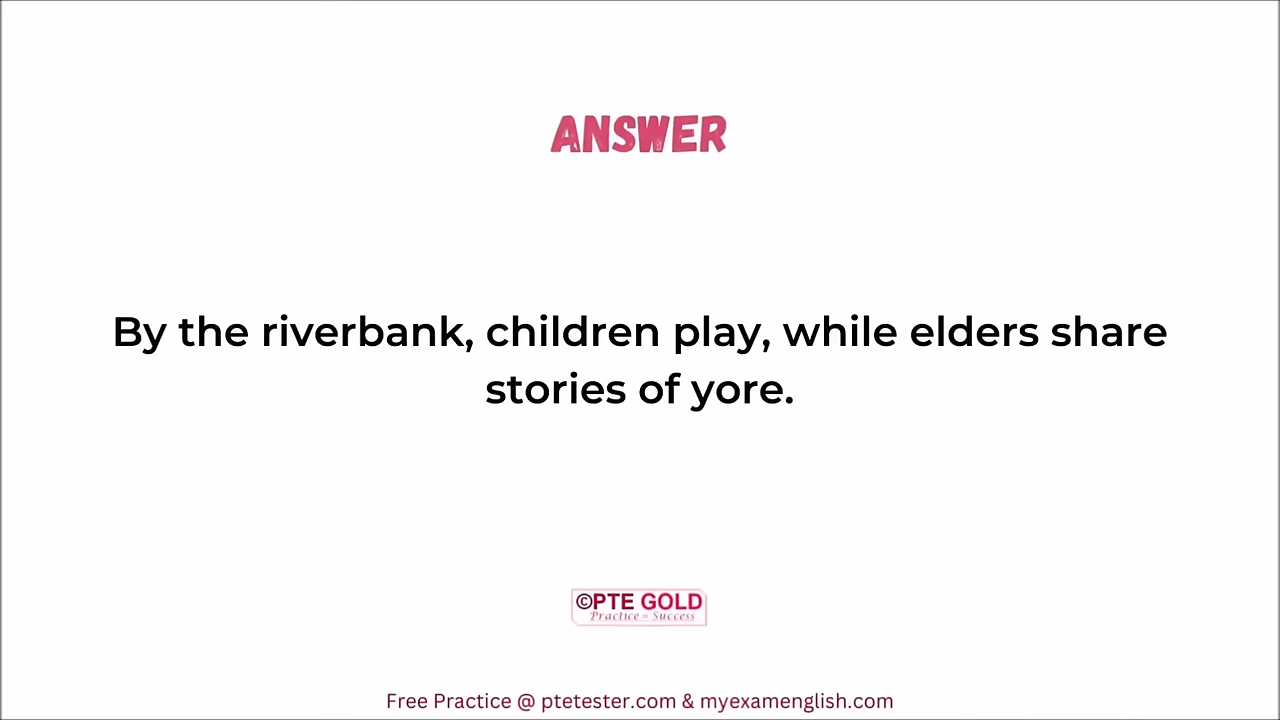 ANSWER
By the riverbank, children play, while elders share
stories of yore.
©PTE GOLD
Practice = Success
Free Practice @ ptetester.com & myexamenglish.com